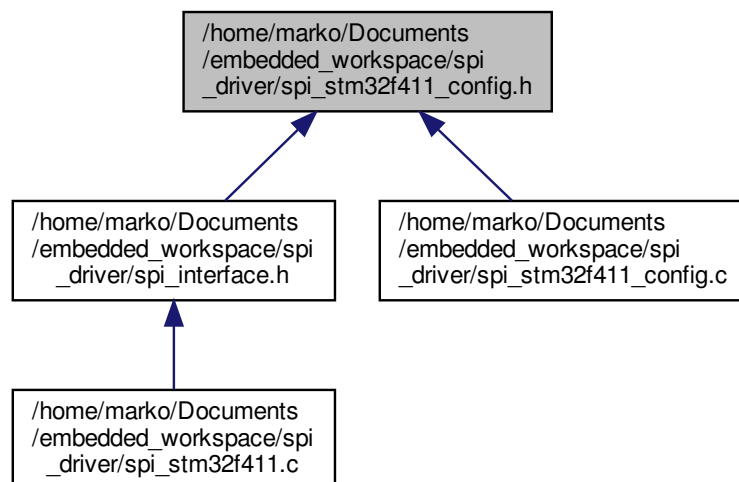 /home/marko/Documents
/embedded_workspace/spi
_driver/spi_stm32f411_config.h
/home/marko/Documents
/embedded_workspace/spi
_driver/spi_interface.h
/home/marko/Documents
/embedded_workspace/spi
_driver/spi_stm32f411_config.c
/home/marko/Documents
/embedded_workspace/spi
_driver/spi_stm32f411.c